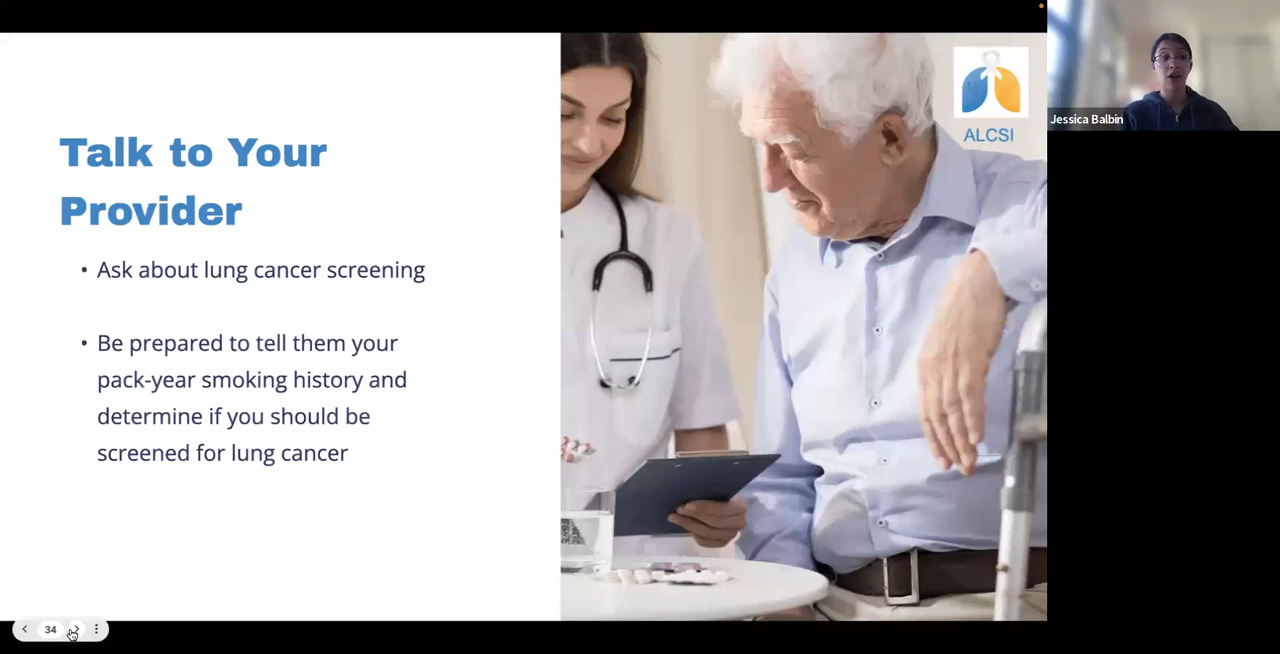 Talk to Your
Provider
• Ask about lung cancer screening
• Be prepared to tell them your
pack-year smoking history and
determine if you should be
screened for lung cancer
ALCSI
Jessica Balbin
34